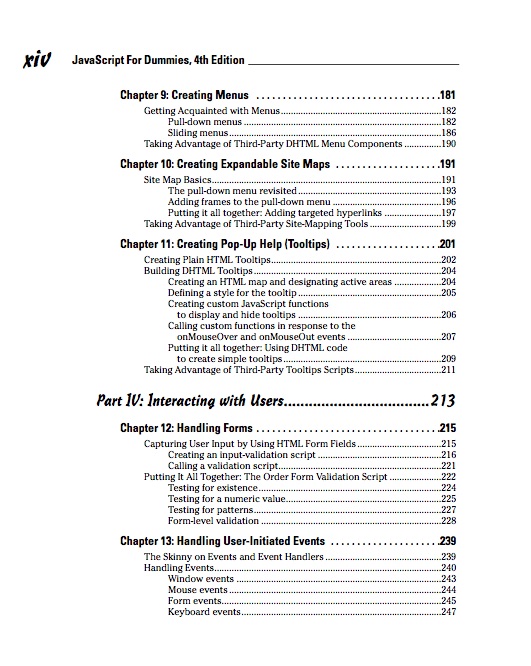 xiv JavaScript For Dummies, 4th Edition
Chapter 9: Creating Menus . . . . . . . . . . . . . . . . . . . . . . . . . . . . . . . . . . .181
Getting Acquainted with Menus..........................................................182
Pull-down menus ..........................................................182
Sliding menus..........................................................186
Taking Advantage of Third-Party DHTML Menu Components ..............190
Chapter 10: Creating Expandable Site Maps . . . . . . . . . . . . . . . . . . . .191
Site Map Basics..........................................................191
The pull-down menu revisited..........................................................193
Adding frames to the pull-down menu ........................................196
Putting it all together: Adding targeted hyperlinks ....................197
Taking Advantage of Third-Party Site-Mapping Tools ..........................199
Chapter 11: Creating Pop-Up Help (Tooltips) . . . . . . . . . . . . . . . . . . . .201
Creating Plain HTML Tooltips..........................................................202
Building DHTML Tooltips..........................................................204
Creating an HTML map and designating active areas .................204
Defining a style for the tooltip..........................................................205
Creating custom JavaScript functions
to display and hide tooltips ..........................................................206
Calling custom functions in response to the
onMouseOver and onMouseOut events ..................................207
Putting it all together: Using DHTML code
to create simple tooltips..........................................................209
Taking Advantage of Third-Party Tooltips Scripts...............................211
Part IV: Interacting with Users..................................213
Chapter 12: Handling Forms . . . . . . . . . . . . . . . . . . . . . . . . . . . . . . . . . . .215
Capturing User Input by Using HTML Form Fields ..............................215
Creating an input-validation script ..............................................216
Calling a validation script..........................................................221
Putting It All Together: The Order Form Validation Script ..................222
Testing for existence..........................................................224
Testing for a numeric value..........................................................225
Testing for patterns..........................................................227
Form-level validation ..........................................................228
Chapter 13: Handling User-Initiated Events . . . . . . . . . . . . . . . . . . . . .239
The Skinny on Events and Event Handlers..........................................239
Handling Events..........................................................240
Window events ..........................................................243
Mouse events ..........................................................244
Form events..........................................................245
Keyboard events..........................................................247